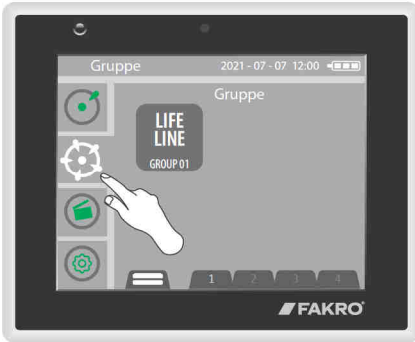 Gruppe 2021 - 07 - 07 12:00
Gruppe
LIFE
LINE
GROUP 01
1 2 3 4
FAKRO